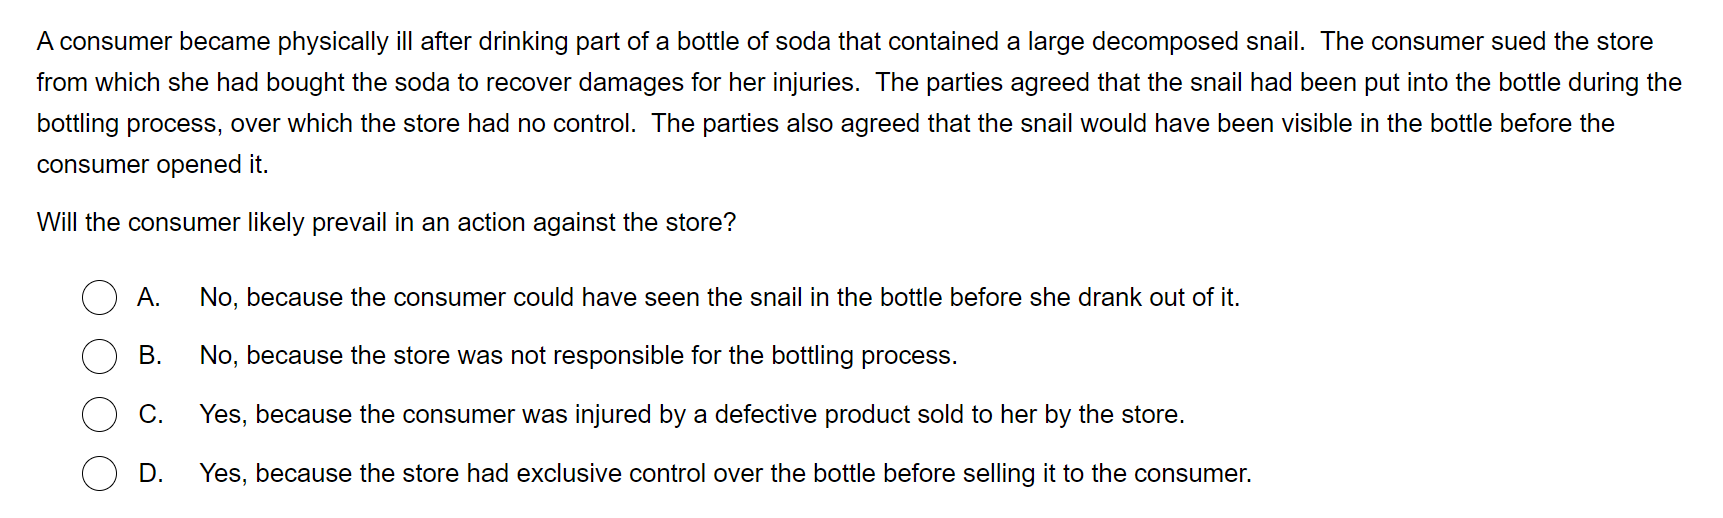 A consumer became physically ill after drinking part of a bottle of soda that contained a large decomposed snail.  The consumer sued the store
from which she had bought the soda to recover damages for her injuries.  The parties agreed that the snail had been put into the bottle during the
bottling process, over which the store had no control.  The parties also agreed that the snail would have been visible in the bottle before the
consumer opened it.
Will the consumer likely prevail in an action against the store?
A. No, because the consumer could have seen the snail in the bottle before she drank out of it.
B. No, because the store was not responsible for the bottling process.
C. Yes, because the consumer was injured by a defective product sold to her by the store.
D. Yes, because the store had exclusive control over the bottle before selling it to the consumer.